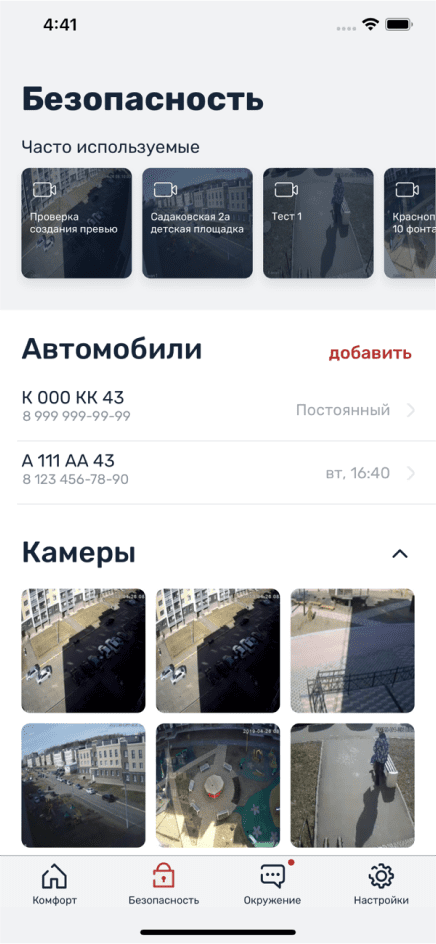 4:41
Безопасность
Часто используемые
Проверка
создания превью
Садаковская 2а
детская площадка
Тест 1
Красноп
10 фонта
Автомобили
добавить
К 000 КК 43
8 999 999-99-99
Постоянный
А 111 АА 43
8 123 456-78-90
вт, 16:40
Камеры
Комфорт
Безопасность
Окружение
Настройки